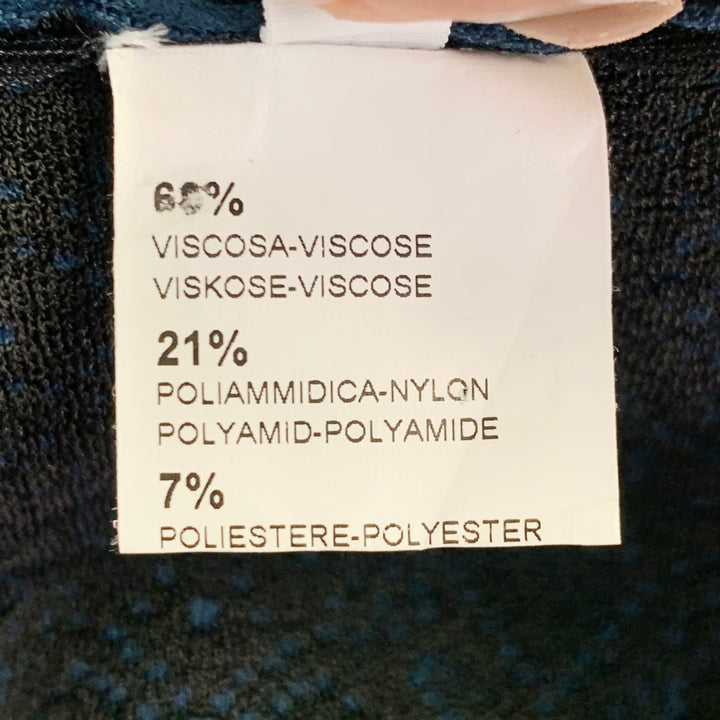 VISCOSA-VISCOSE
VISKOSE-VISCOSE
21%
POLIAMMIDICA-NYLON
POLYAMID-POLYAMIDE
7%
POLIESTERE-POLYESTER